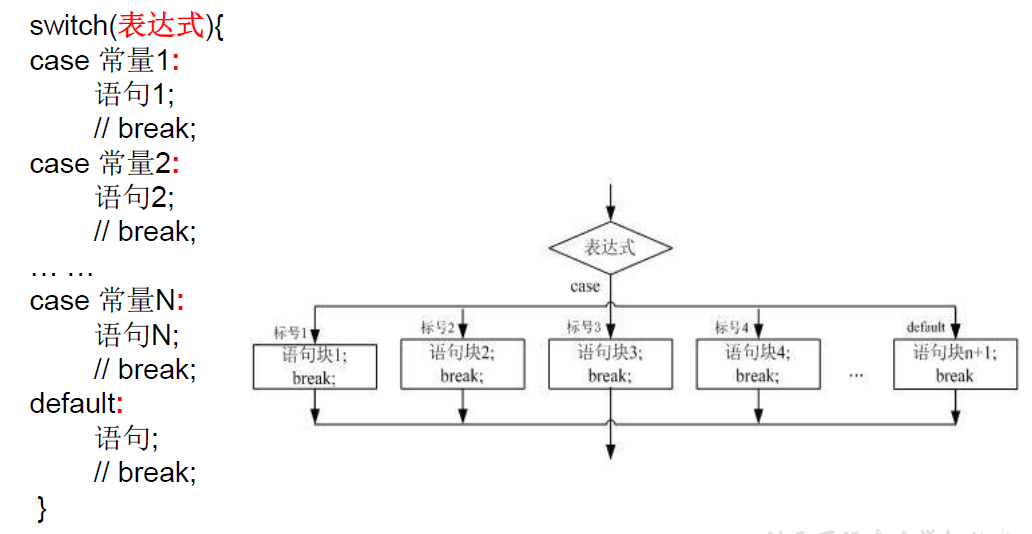 switch(表达式){
case 常量1:
语句1;
// break;
case 常量2:
语句2;
// break;
… …
case 常量N:
语句N;
// break;
default:
语句;
// break;
}
表达式
case
标号1
标号2
标号3
标号4
default
语句块1;
break;
语句块2;
break;
语句块3;
break;
语句块4;
break;
...
语句块n+1;
break